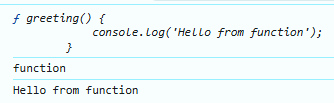 ƒ greeting() {
console.log('Hello from function');
}
function
Hello from function